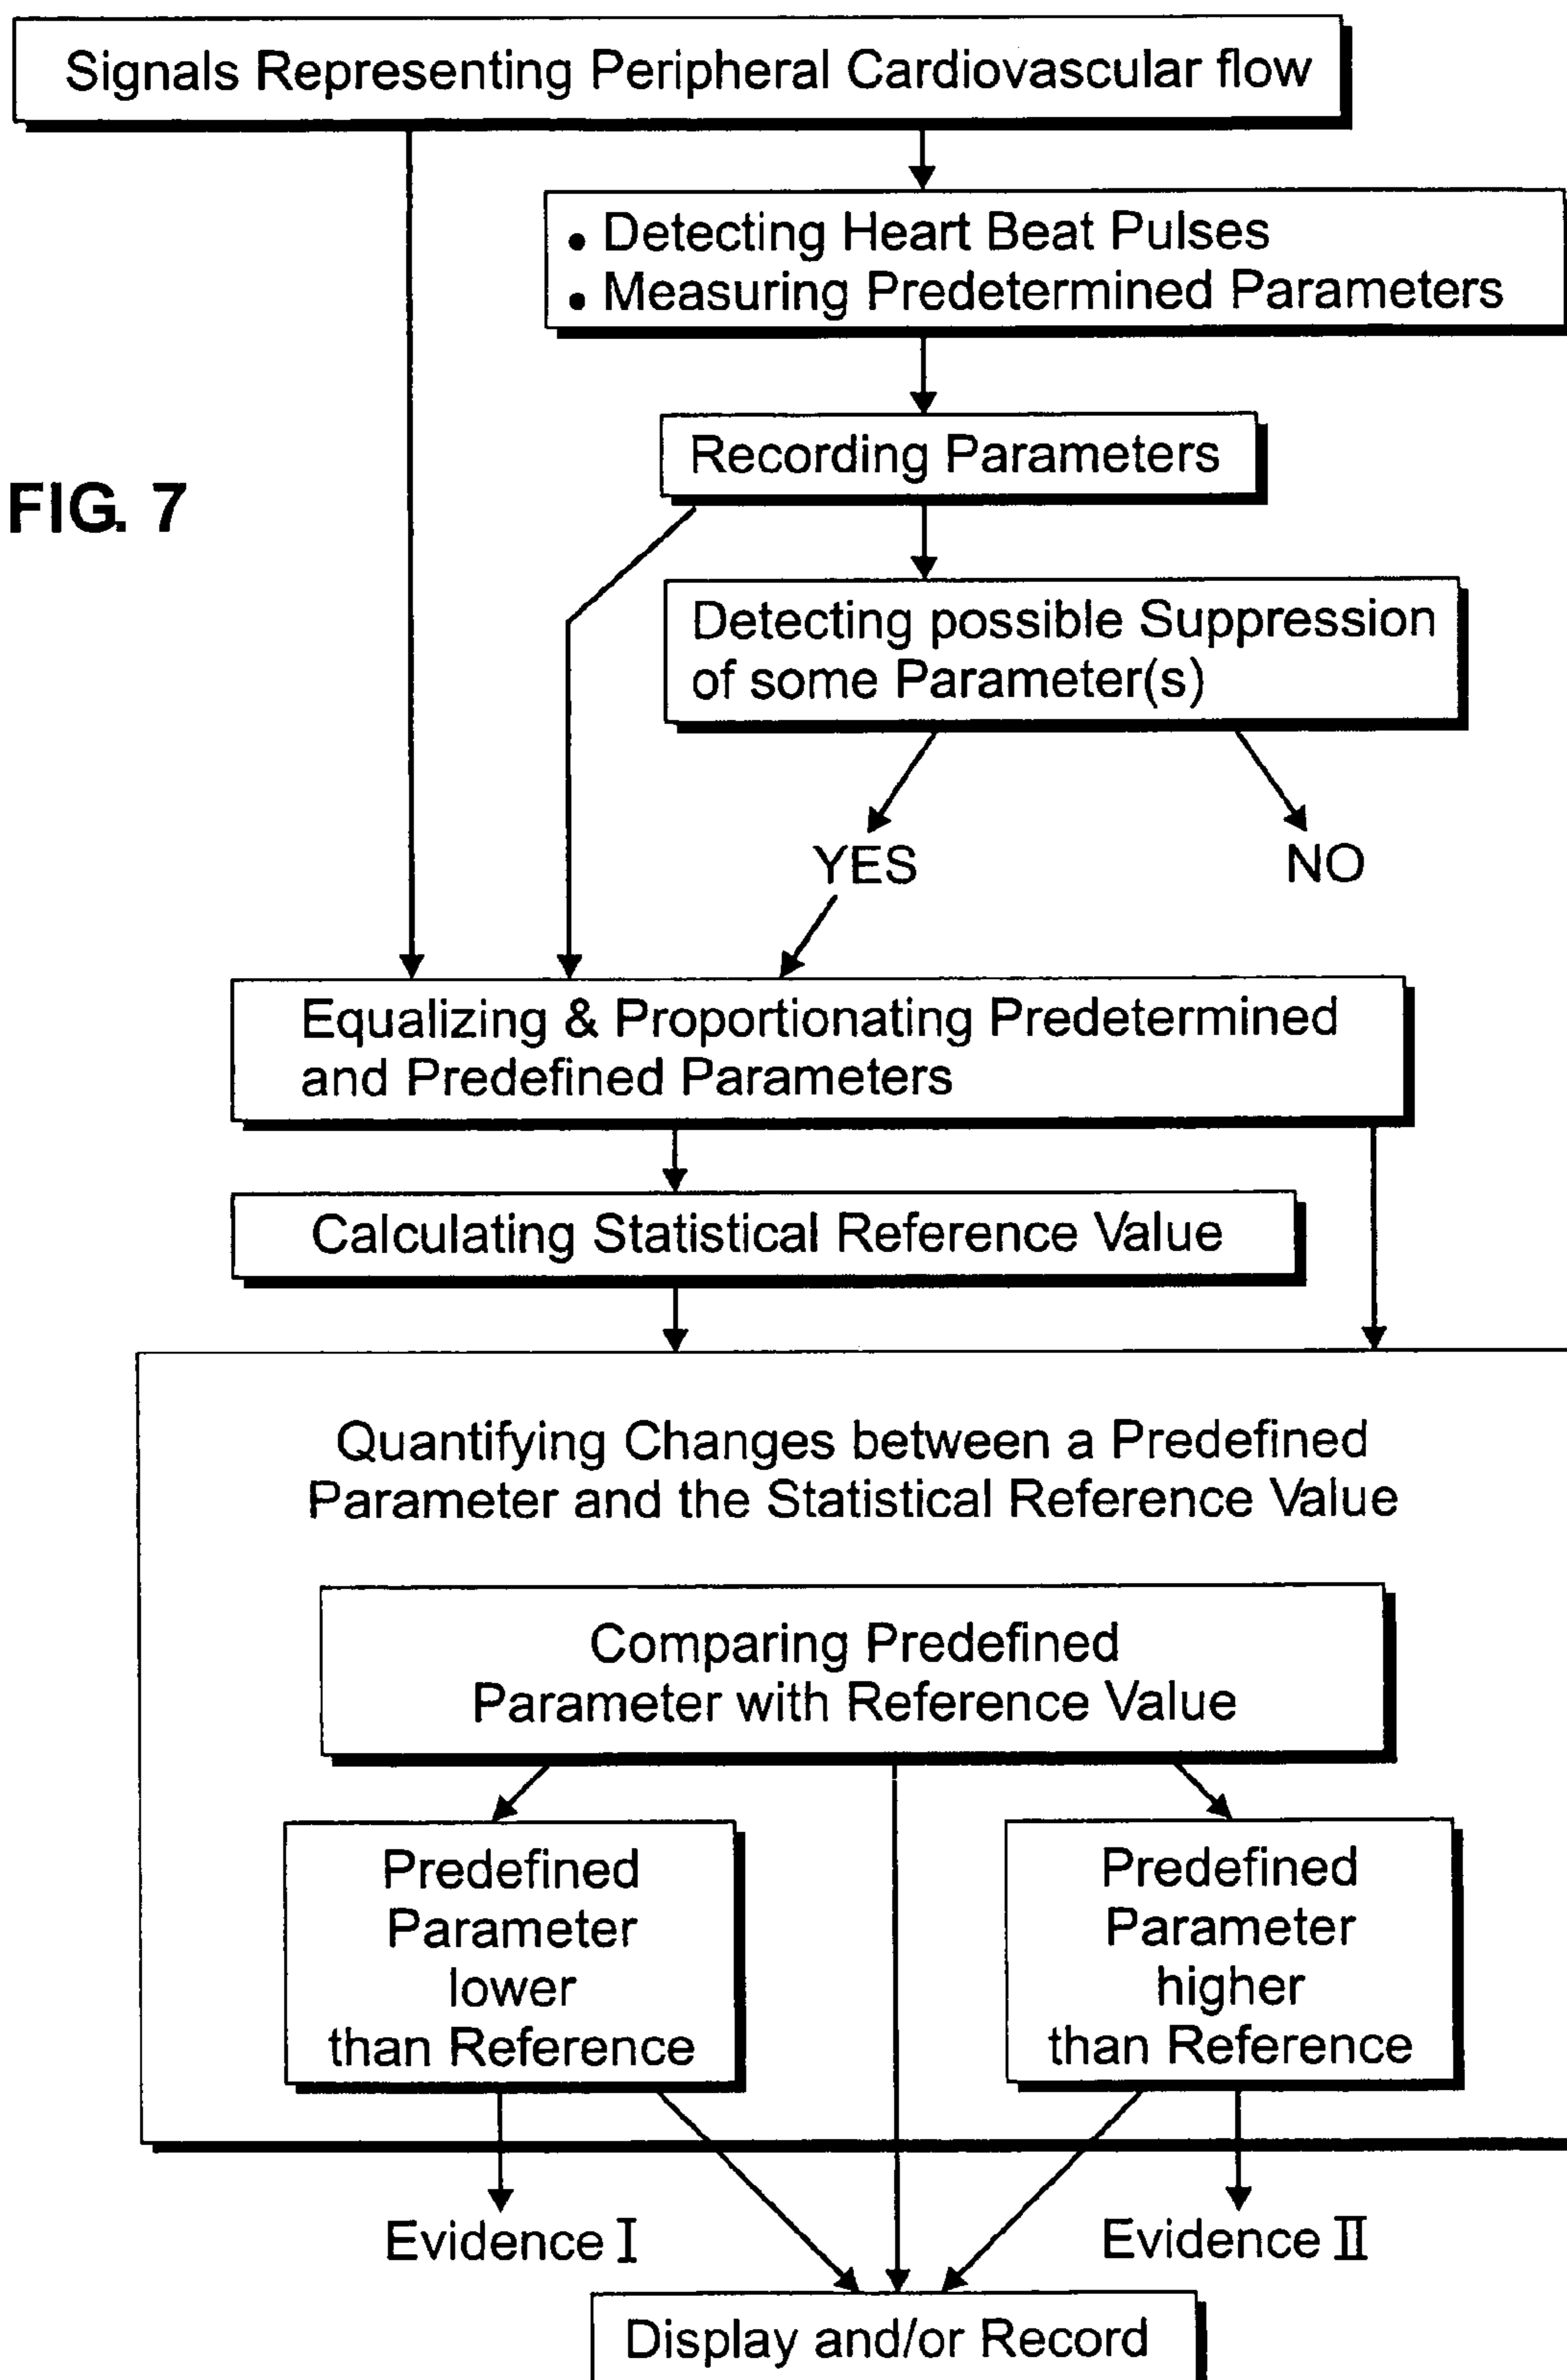 Signals Representing Peripheral Cardiovascular flow
• Detecting Heart Beat Pulses
• Measuring Predetermined Parameters
Recording Parameters
FIG. 7
Detecting possible Suppression
of some Parameter(s)
YES
NO
Equalizing & Proportionating Predetermined
and Predefined Parameters
Calculating Statistical Reference Value
Quantifying Changes between a Predefined
Parameter and the Statistical Reference Value
Comparing Predefined
Parameter with Reference Value
Predefined
Parameter
lower
than Reference
Predefined
Parameter
higher
than Reference
Evidence I
Evidence II
Display and/or Record